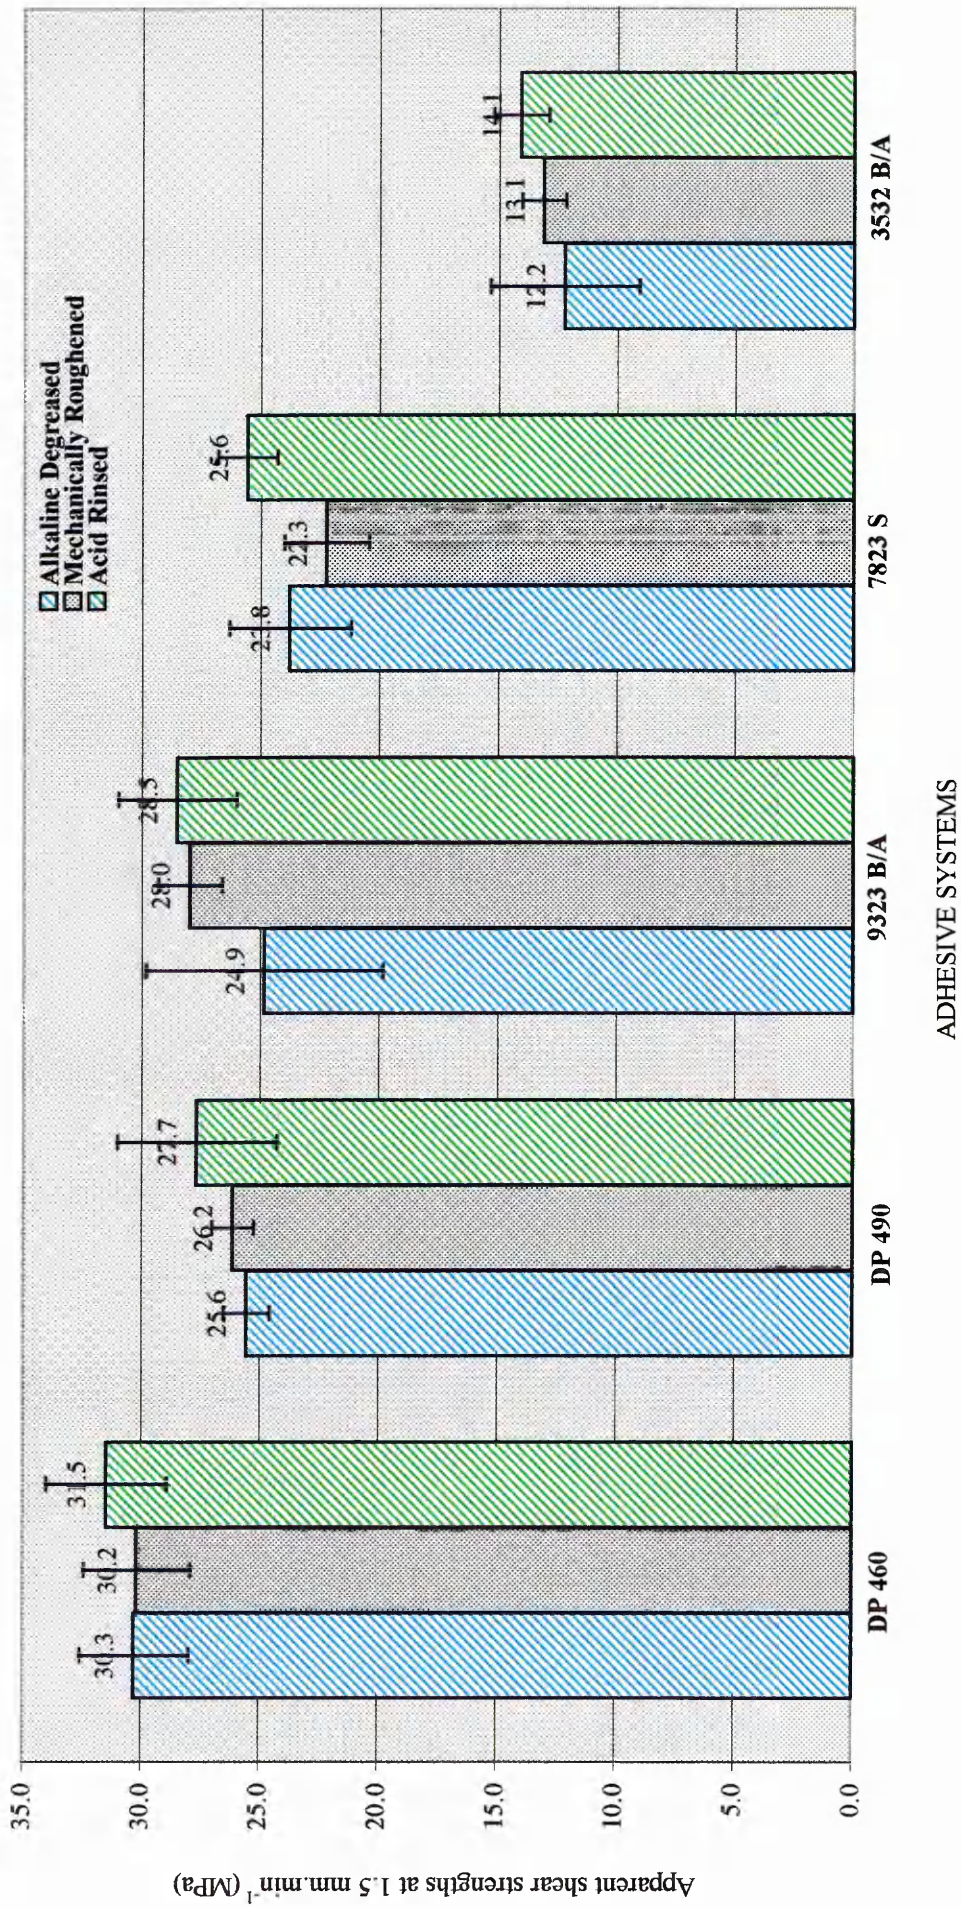 Alkaline Degreased
Mechanically Roughened
Acid Rinsed
35.0
30.0
25.0
20.0
15.0
10.0
5.0
0.0
Apparent shear strengths at 1.5 mm.min⁻¹ (MPa)
30.3
30.2
31.5
25.6
26.2
27.7
24.9
28.0
28.5
23.8
22.3
25.6
12.2
13.1
14.1
DP 460
DP 490
9323 B/A
7823 S
3532 B/A
ADHESIVE SYSTEMS